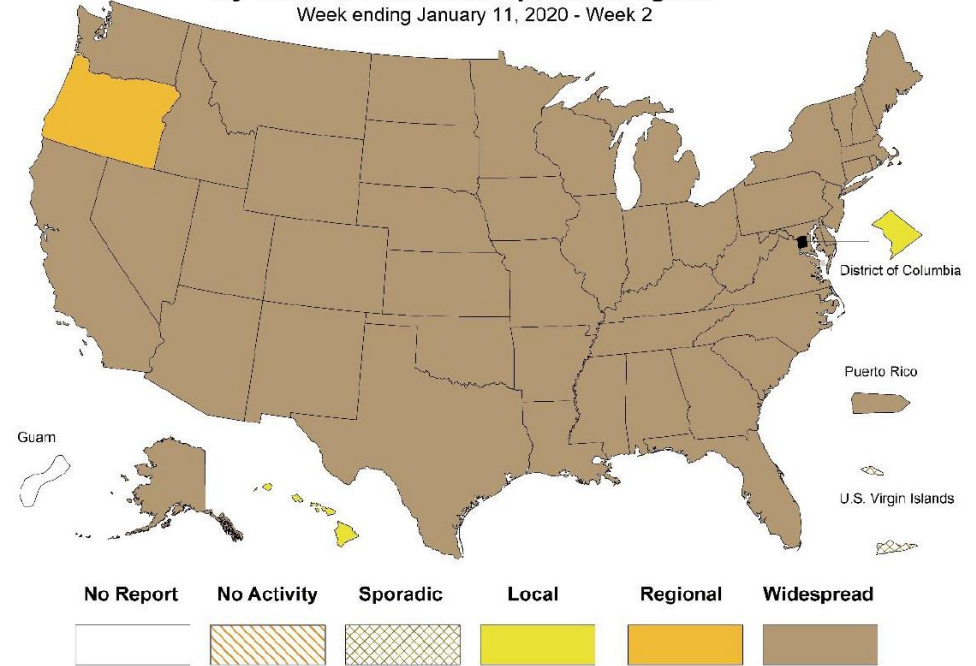 Week ending January 11, 2020 - Week 2
District of Columbia
Puerto Rico
Guam
U.S. Virgin Islands
No Report No Activity Sporadic Local Regional Widespread